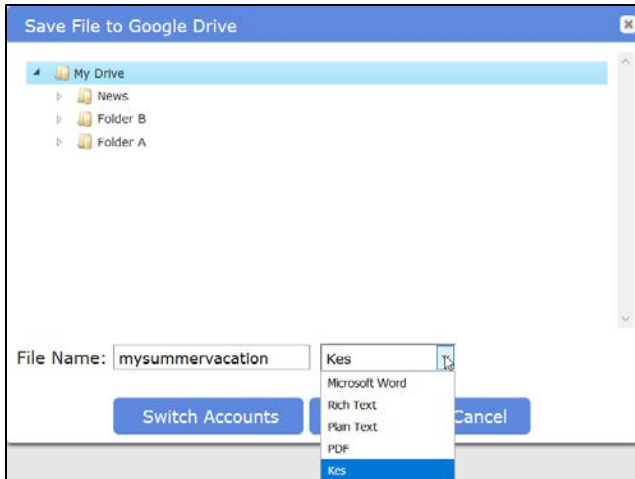 Save File to Google Drive
My Drive
News
Folder B
Folder A
File Name: mysummervacation Kes
Microsoft Word
Rich Text
Switch Accounts Cancel
Plain Text
PDF
Kes